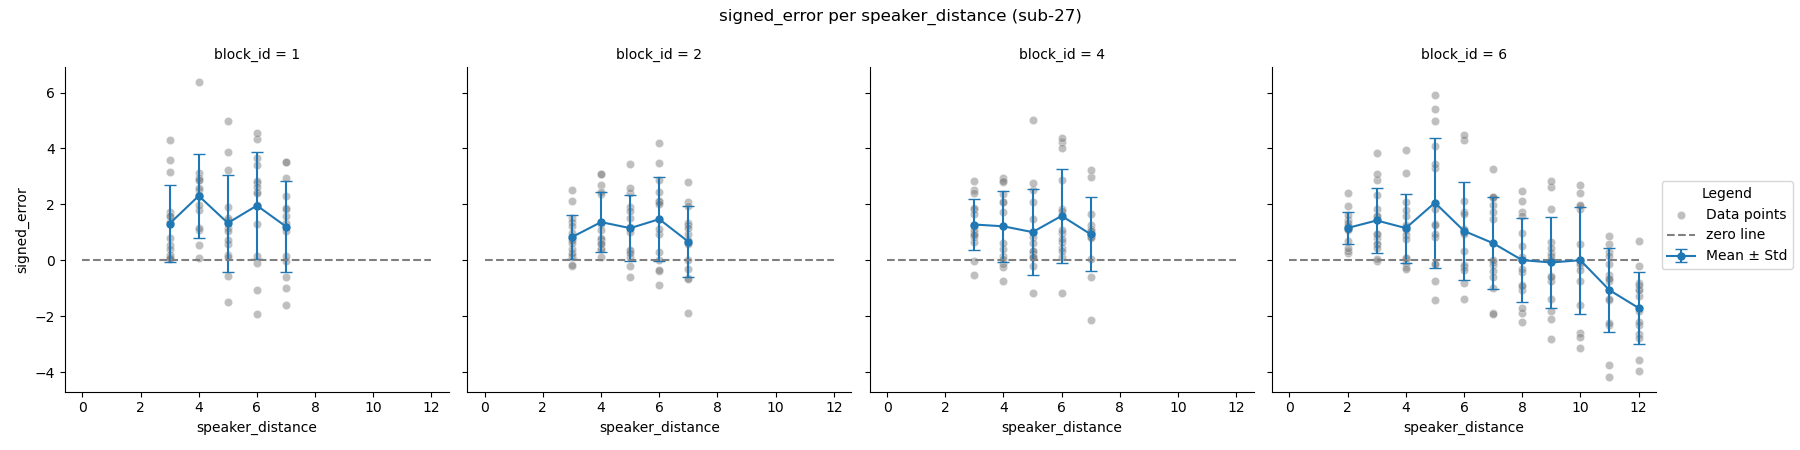 signed_error per speaker_distance (sub-27)
block_id = 1
block_id = 2
block_id = 4
block_id = 6
signed_error
6
4
2
0
−2
−4
0 2 4 6 8 10 12
0 2 4 6 8 10 12
0 2 4 6 8 10 12
0 2 4 6 8 10 12
speaker_distance
speaker_distance
speaker_distance
speaker_distance
Legend
Data points
zero line
Mean ± Std